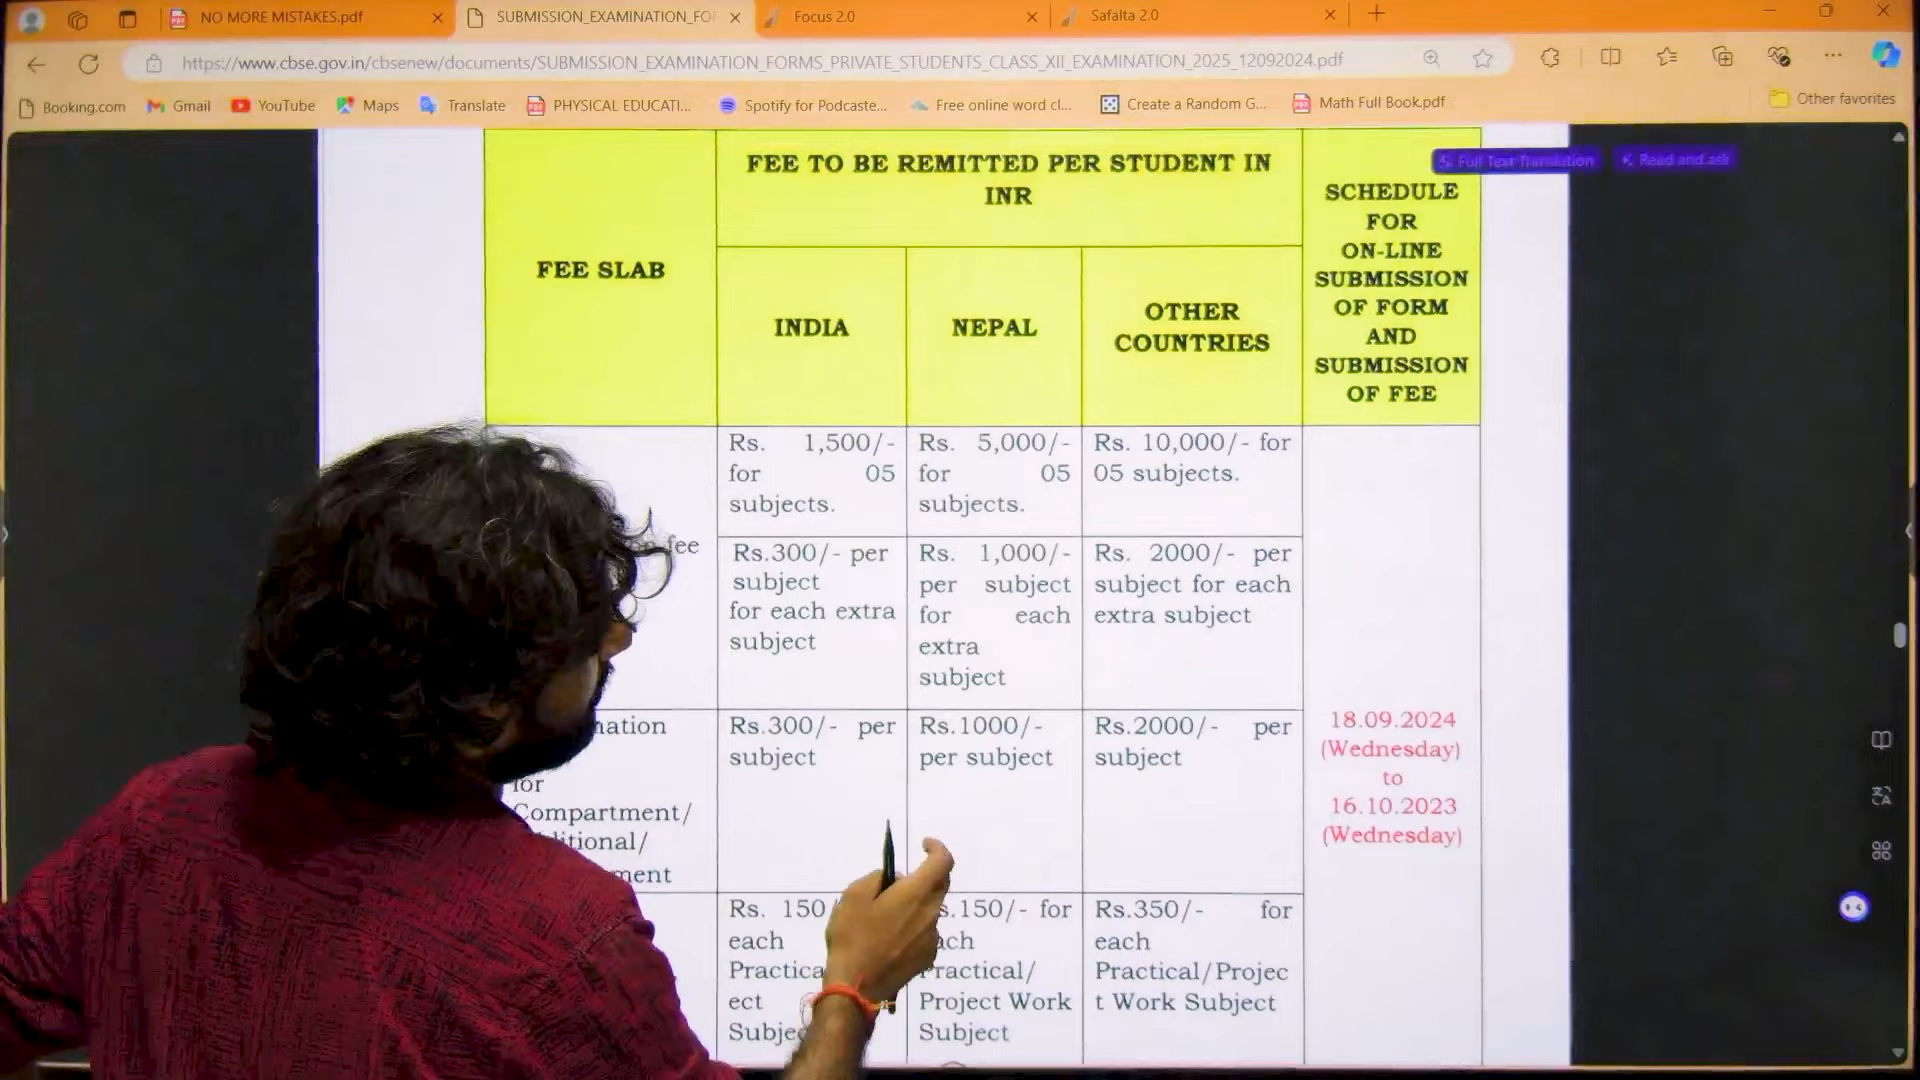 NO MORE MISTAKES.pdf
SUBMISSION_EXAMINATION_FO
Focus 2.0
Safalta 2.0
https://www.cbse.gov.in/cbsenew/documents/SUBMISSION_EXAMINATION_FORMS_PRIVATE_STUDENTS_CLASS_XII_EXAMINATION_2025_12092024.pdf
Booking.com
Gmail
YouTube
Maps
Translate
PHYSICAL EDUCATI...
Spotify for Podcaste...
Free online word cl...
Create a Random G...
Math Full Book.pdf
Other favorites
Full Text Translation
Read and ask
FEE SLAB
FEE TO BE REMITTED PER STUDENT IN
INR
INDIA
NEPAL
OTHER
COUNTRIES
SCHEDULE
FOR
ON-LINE
SUBMISSION
OF FORM
AND
SUBMISSION
OF FEE
fee
Rs. 1,500/-
for 05
subjects.
Rs. 5,000/-
for 05
subjects.
Rs. 10,000/- for
05 subjects.
Rs.300/- per
subject
for each extra
subject
Rs. 1,000/-
per subject
for each
extra
subject
Rs. 2000/- per
subject for each
extra subject
for
Compartment/
Rs.300/- per
subject
Rs.1000/-
per subject
Rs.2000/- per
subject
18.09.2024
(Wednesday)
to
16.10.2023
(Wednesday)
Rs. 150/
each
ect
Rs.150/- for
Project Work
Subject
Rs.350/- for
each
Practical/Projec
t Work Subject